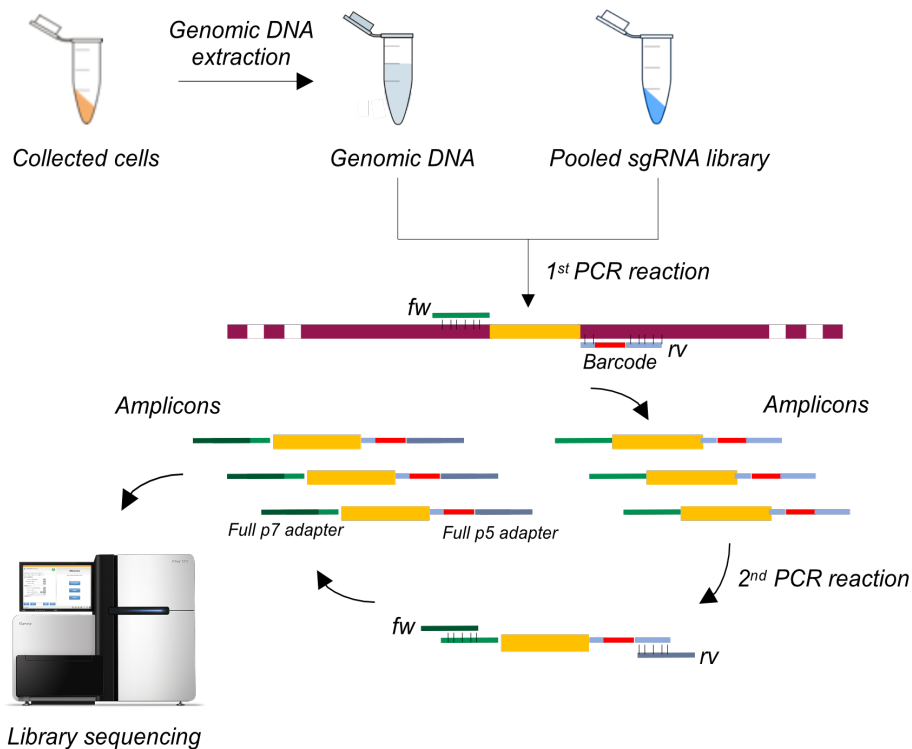 Genomic DNA
extraction
Collected cells
Genomic DNA
Pooled sgRNA library
1st PCR reaction
fw
Barcode
rv
Amplicons
Amplicons
Full p7 adapter
Full p5 adapter
2nd PCR reaction
fw
rv
Library sequencing